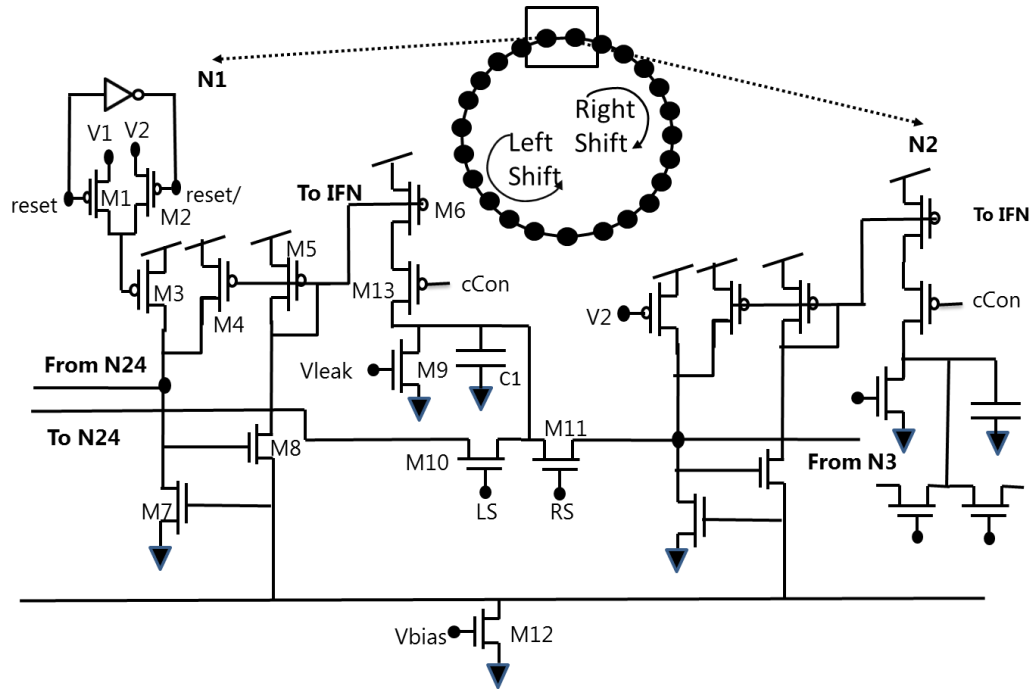 N1
Right
Shift
Left
Shift
N2
V1
V2
reset
M1
M2
reset/
To IFN
M6
To IFN
M3
M4
M5
M13
cCon
V2
cCon
From N24
Vleak
M9
C1
To N24
M8
M10
M11
From N3
M7
LS
RS
Vbias
M12